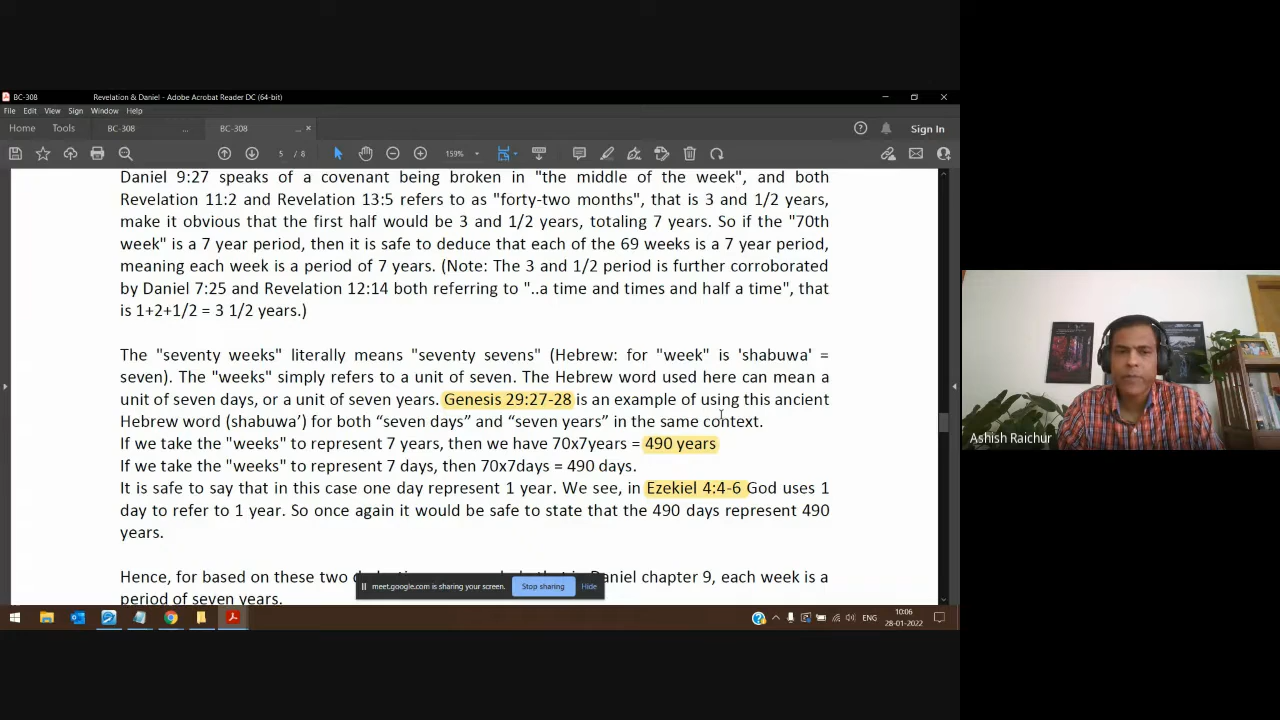 BC-308 Revelation & Daniel - Adobe Acrobat Reader DC (64-bit)
File Edit View Sign Window Help
Home Tools BC-308 ... BC-308 ... × Sign In
5 / 8 159%
Daniel 9:27 speaks of a covenant being broken in "the middle of the week", and both
Revelation 11:2 and Revelation 13:5 refers to as "forty-two months", that is 3 and 1/2 years,
make it obvious that the first half would be 3 and 1/2 years, totaling 7 years. So if the "70th
week" is a 7 year period, then it is safe to deduce that each of the 69 weeks is a 7 year period,
meaning each week is a period of 7 years. (Note: The 3 and 1/2 period is further corroborated
by Daniel 7:25 and Revelation 12:14 both referring to "..a time and times and half a time", that
is 1+2+1/2 = 3 1/2 years.)
The "seventy weeks" literally means "seventy sevens" (Hebrew: for "week" is 'shabuwa' =
seven). The "weeks" simply refers to a unit of seven. The Hebrew word used here can mean a
unit of seven days, or a unit of seven years. Genesis 29:27-28 is an example of using this ancient
Hebrew word (shabuwa’) for both “seven days” and “seven years” in the same context.
If we take the "weeks" to represent 7 years, then we have 70x7years = 490 years
If we take the "weeks" to represent 7 days, then 70x7days = 490 days.
It is safe to say that in this case one day represent 1 year. We see, in Ezekiel 4:4-6 God uses 1
day to refer to 1 year. So once again it would be safe to state that the 490 days represent 490
years.
Hence, for based on these two Daniel chapter 9, each week is a
period of seven years.
meet.google.com is sharing your screen. Stop sharing Hide
Ashish Raichur
ENG 10:06
28-01-2022